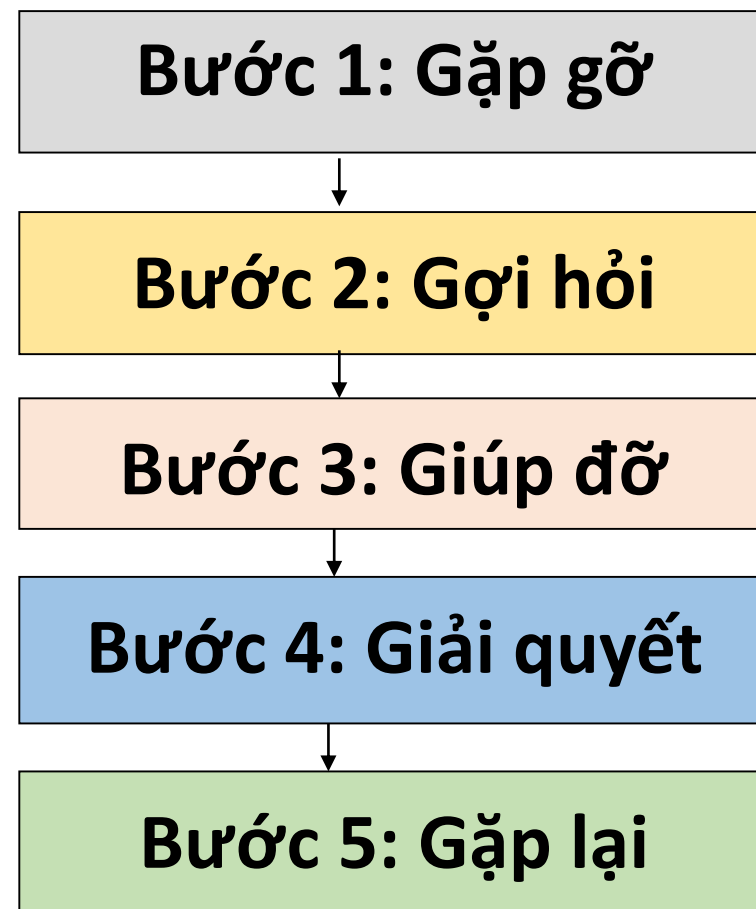 Bước 1: Gặp gỡ
Bước 2: Gợi hỏi
Bước 3: Giúp đỡ
Bước 4: Giải quyết
Bước 5: Gặp lại